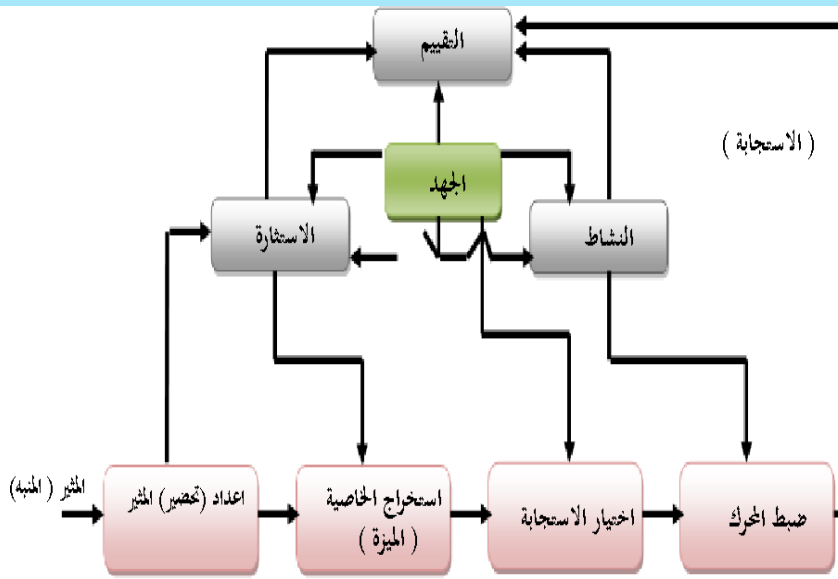 التقييم
( الاستجابة )
الجهد
الاستثارة
النشاط
المثير ( المنبه)
اعداد (تحضير) المثير
استخراج الخاصية
( الميزة )
اختيار الاستجابة
ضبط المحرك